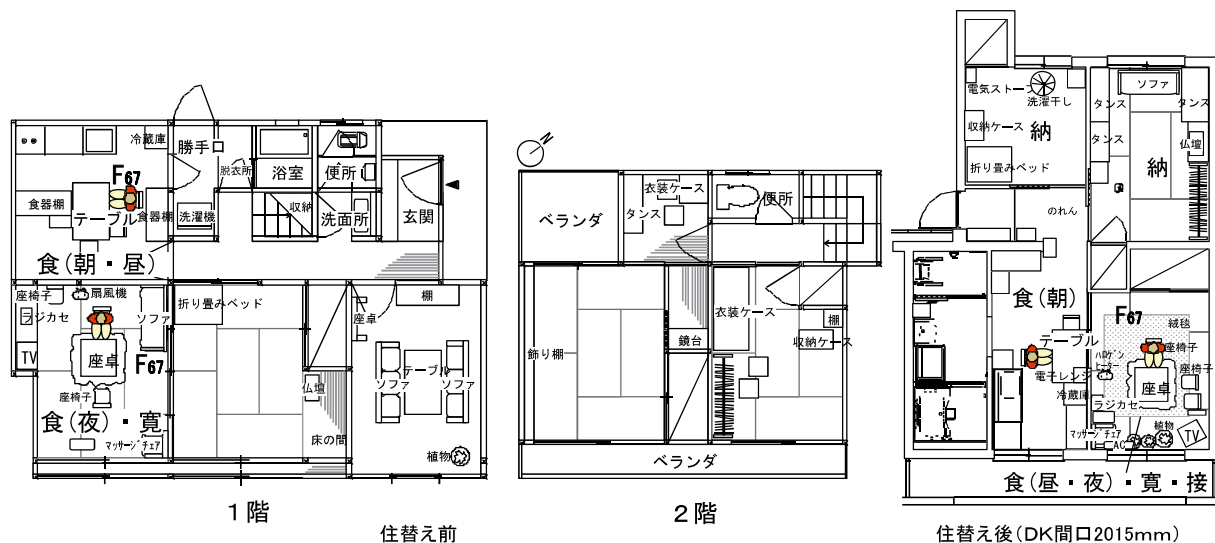 冷蔵庫
勝手
脱衣所
浴室
便所
F67
食器棚
テーブル
食器棚
洗濯機
収納
洗面所
玄関
食(朝・昼)
座椅子
扇風機
ラジカセ
ソファ
折り畳みベッド
座卓
棚
TV
座卓
F67
テーブル
ソファ
ソファ
仏壇
座椅子
食(夜)・寛
マッサージチェア
床の間
植物
1階
住替え前
N
ベランダ
衣装ケース
タンス
便所
衣装ケース
棚
飾り棚
鏡台
収納ケース
ベランダ
2階
電気ストーブ
洗濯干し
ソファ
タンス
タンス
収納ケース
納
タンス
仏壇
折り畳みベッド
納
のれん
食(朝)
F67
絨毯
テーブル
ハロゲンヒーター
座椅子
電子レンジ
座卓
座椅子
冷蔵庫
ラジカセ
マッサージチェア
AC
植物
TV
食(昼・夜)・寛・接
住替え後(DK間口2015mm)